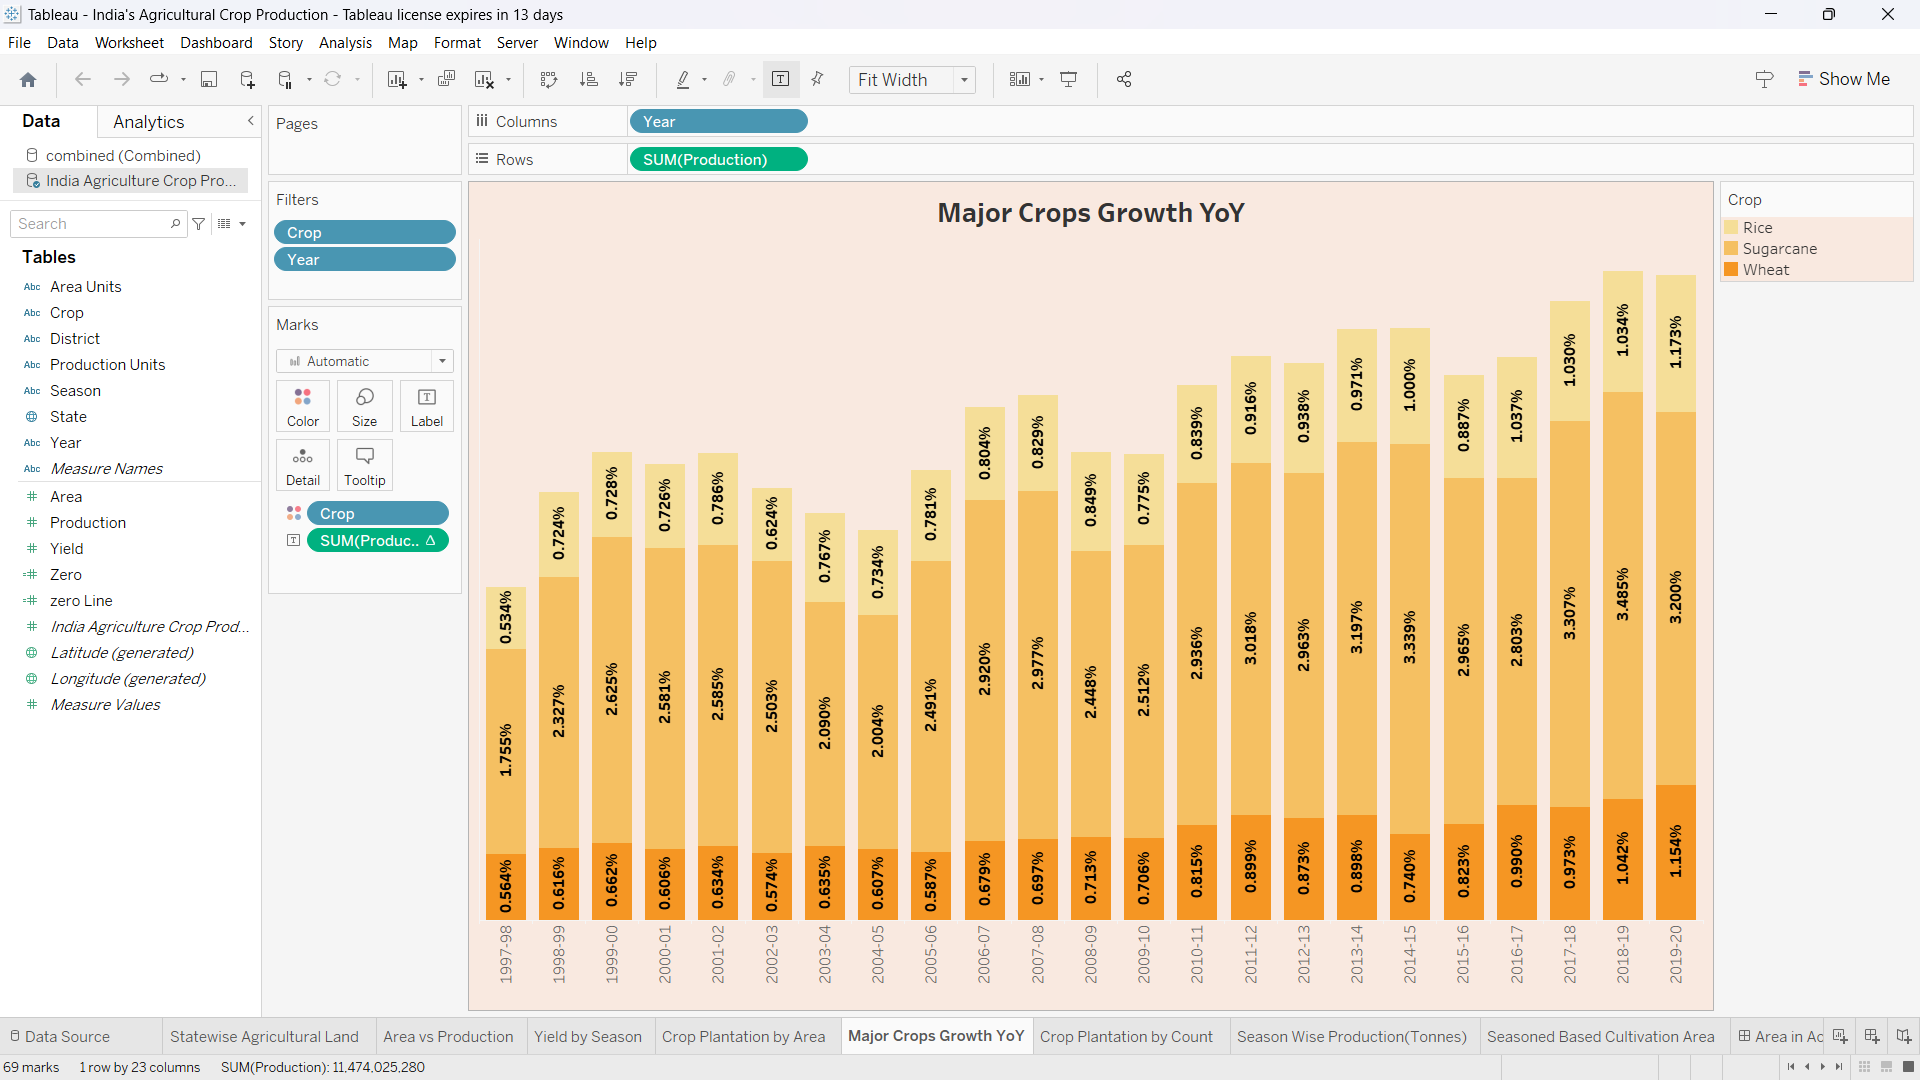 Tableau - India's Agricultural Crop Production - Tableau license expires in 13 days
File Data Worksheet Dashboard Story Analysis Map Format Server Window Help
Fit Width
Show Me
Data Analytics
combined (Combined)
India Agriculture Crop Pro...
Search
Tables
Abc Area Units
Abc Crop
Abc District
Abc Production Units
Abc Season
State
Abc Year
Abc Measure Names
# Area
# Production
# Yield
=# Zero
=# zero Line
# India Agriculture Crop Prod...
Latitude (generated)
Longitude (generated)
# Measure Values
Pages
Filters
Crop
Year
Marks
Automatic
Color Size Label
Detail Tooltip
Crop
SUM(Produc.. Δ
Columns Year
Rows SUM(Production)
Major Crops Growth YoY
0.534% 0.724% 0.728% 0.726% 0.786% 0.624% 0.767% 0.734% 0.781% 0.804% 0.829% 0.849% 0.775% 0.839% 0.916% 0.938% 0.971% 1.000% 0.887% 1.037% 1.030% 1.034% 1.173%
1.755% 2.327% 2.625% 2.581% 2.585% 2.503% 2.090% 2.004% 2.491% 2.920% 2.977% 2.448% 2.512% 2.936% 3.018% 2.963% 3.197% 3.339% 2.965% 2.803% 3.307% 3.485% 3.200%
0.564% 0.616% 0.662% 0.606% 0.634% 0.574% 0.635% 0.607% 0.587% 0.679% 0.697% 0.713% 0.706% 0.815% 0.899% 0.873% 0.898% 0.740% 0.823% 0.990% 0.973% 1.042% 1.154%
1997-98 1998-99 1999-00 2000-01 2001-02 2002-03 2003-04 2004-05 2005-06 2006-07 2007-08 2008-09 2009-10 2010-11 2011-12 2012-13 2013-14 2014-15 2015-16 2016-17 2017-18 2018-19 2019-20
Crop
Rice
Sugarcane
Wheat
Data Source Statewise Agricultural Land Area vs Production Yield by Season Crop Plantation by Area Major Crops Growth YoY Crop Plantation by Count Season Wise Production(Tonnes) Seasoned Based Cultivation Area Area in Ac
69 marks 1 row by 23 columns SUM(Production): 11,474,025,280